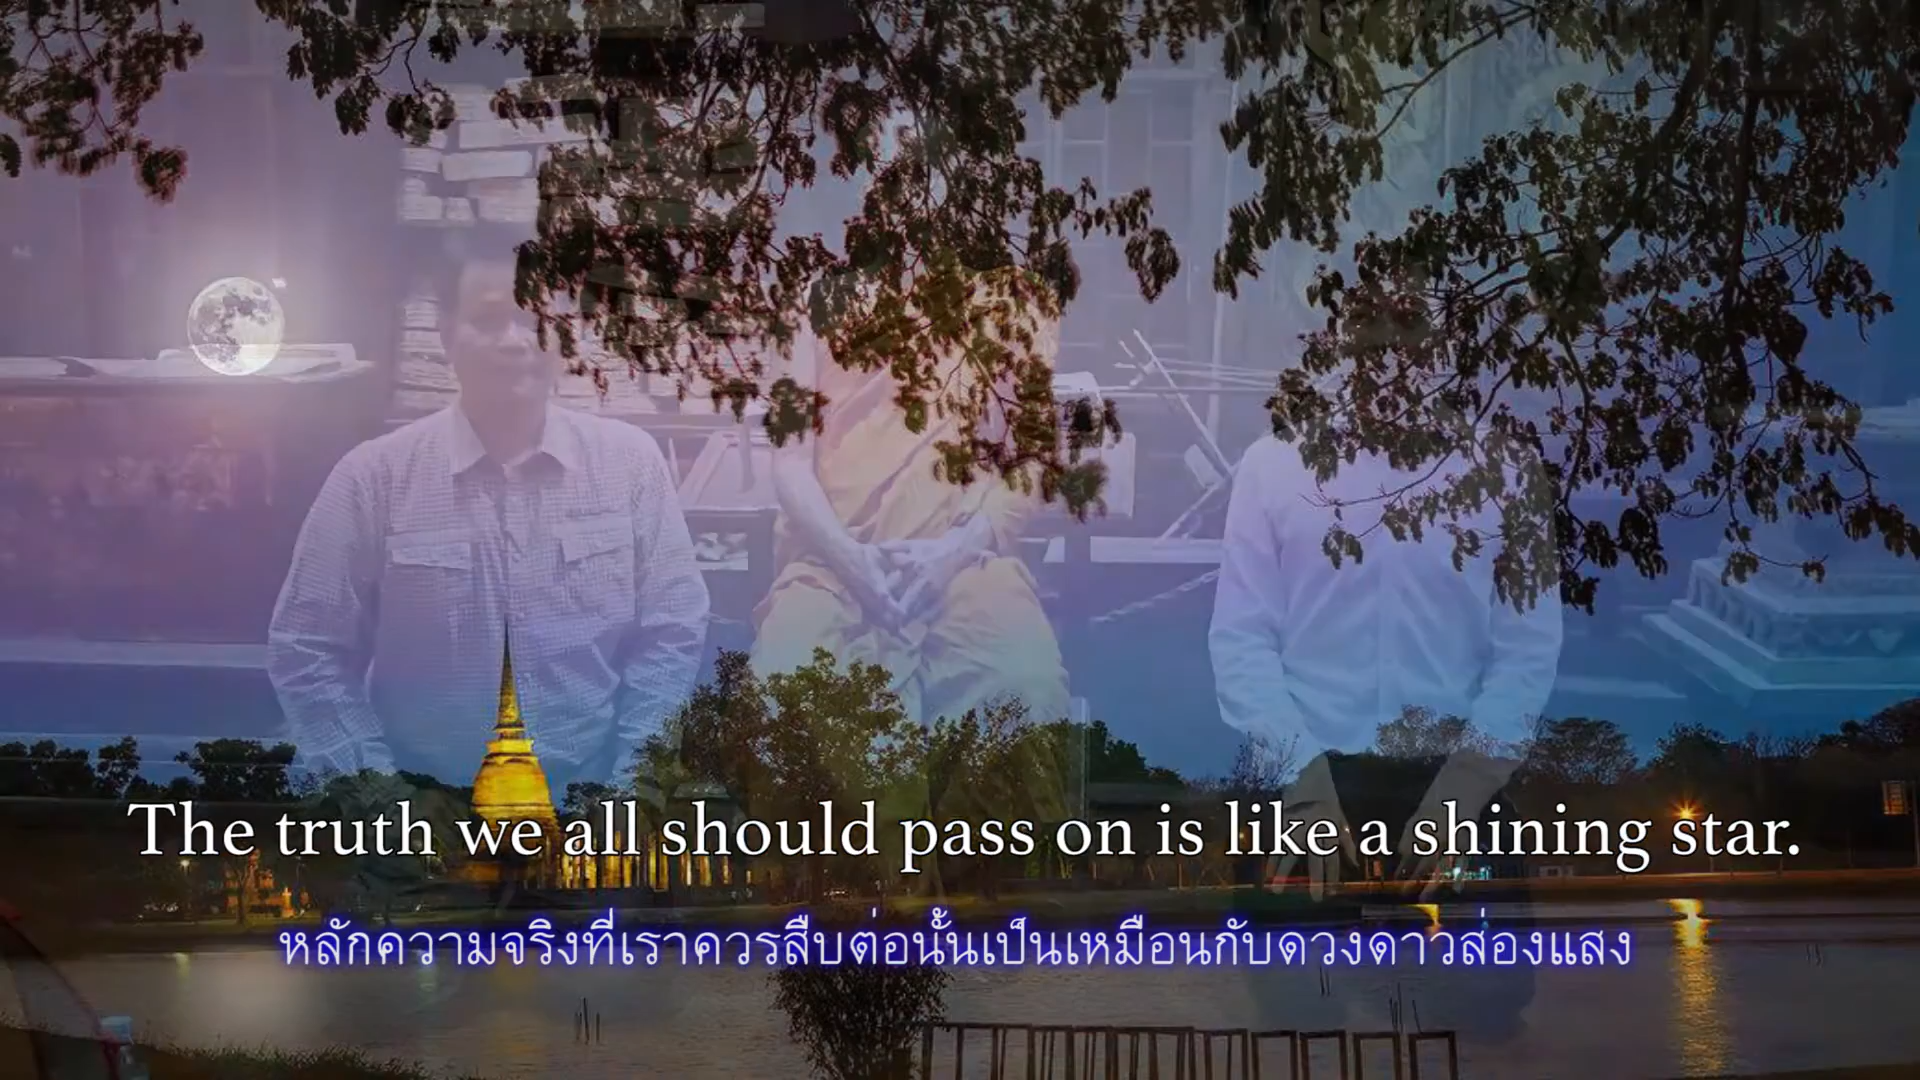 The truth we all should pass on is like a shining star.
หลักความจริงที่เราควรสืบต่อนั้นเป็นเหมือนกับดวงดาวส่องแสง